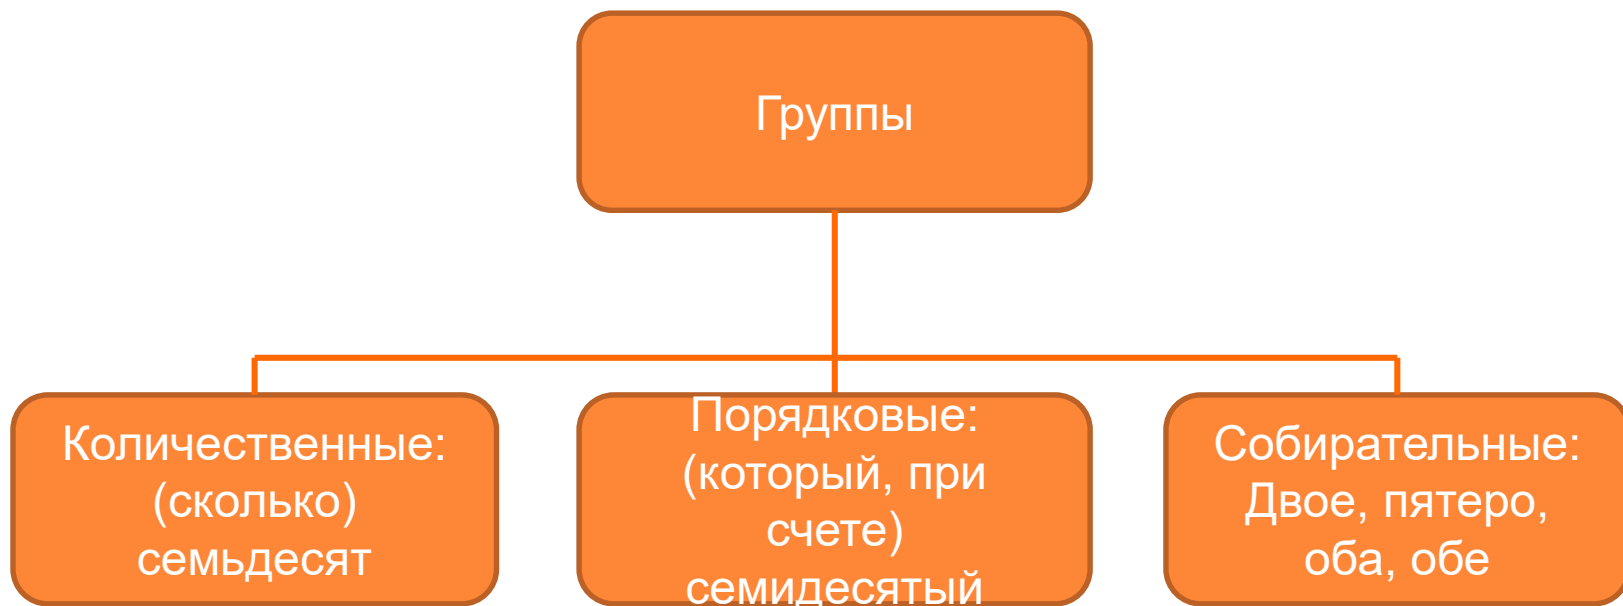 Группы
Количественные:
(сколько)
семьдесят
Порядковые:
(который, при
счете)
семидесятый
Собирательные:
Двое, пятеро,
оба, обе